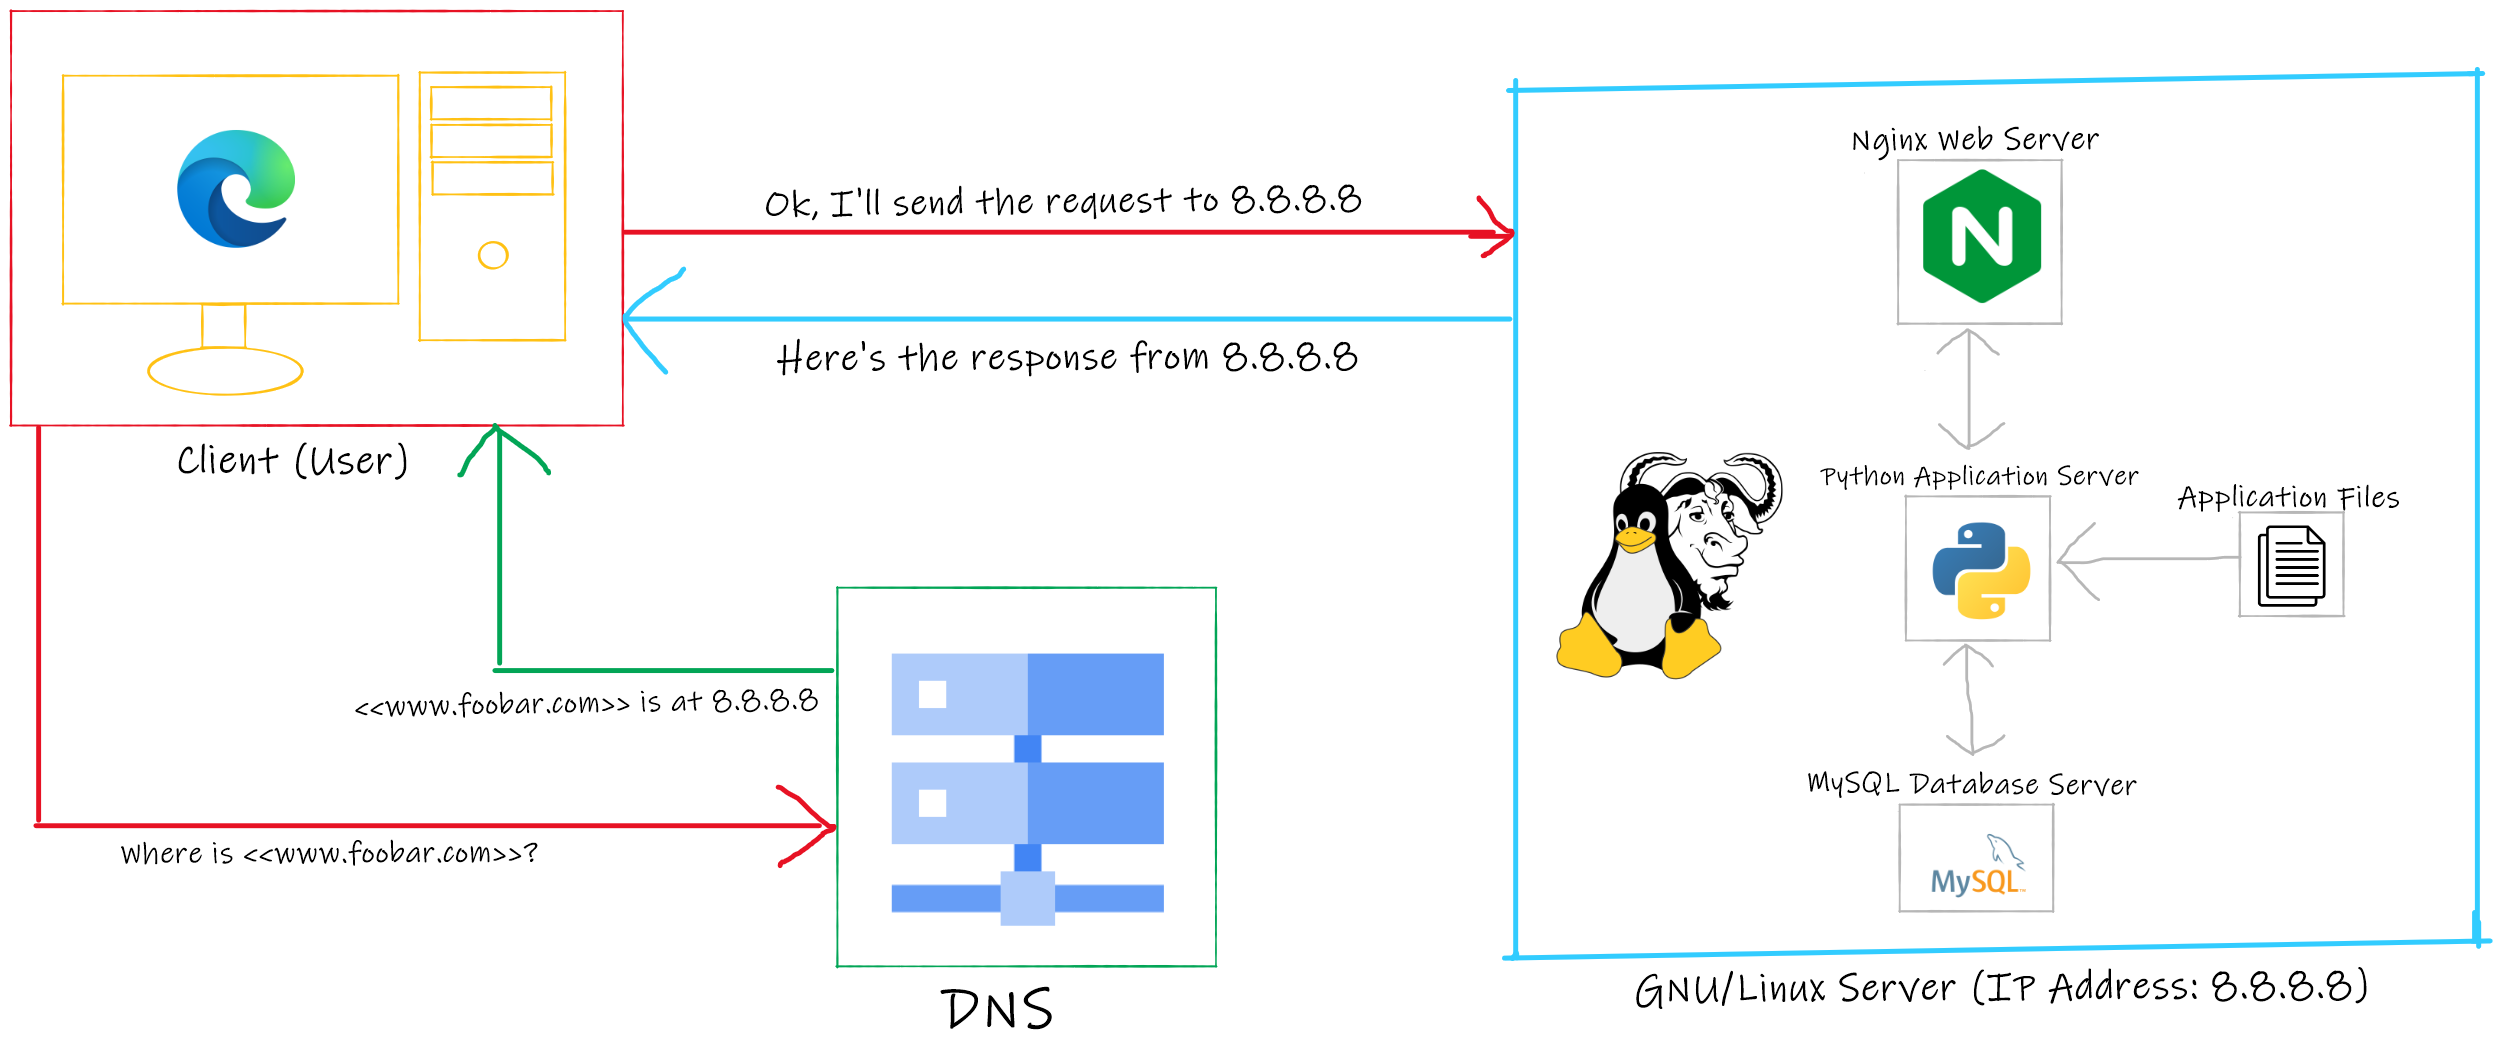 Ok, I'll send the request to 8.8.8.8
Here's the response from 8.8.8.8
Client (User)
<<www.foobar.com>> is at 8.8.8.8
Where is <<www.foobar.com>>?
DNS
Nginx Web Server
N
Python Application Server
Application Files
MySQL Database Server
MySQL™
GNU/Linux Server (IP Address: 8.8.8.8)